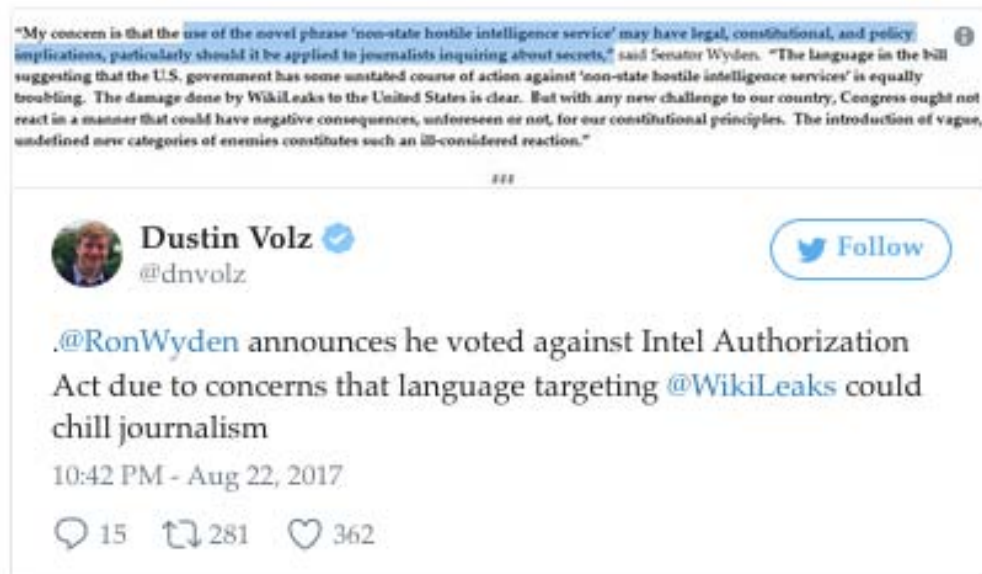 “My concern is that the use of the novel phrase ‘non-state hostile intelligence service’ may have legal, constitutional, and policy
implications, particularly should it be applied to journalists inquiring about secrets,” said Senator Wyden. “The language in the bill
suggesting that the U.S. government has some unstated course of action against ‘non-state hostile intelligence services’ is equally
troubling. The damage done by WikiLeaks to the United States is clear. But with any new challenge to our country, Congress ought not
react in a manner that could have negative consequences, unforeseen or not, for our constitutional principles. The introduction of vague,
undefined new categories of enemies constitutes such an ill-considered reaction.”
###
Dustin Volz
@dnvolz
Follow
.@RonWyden announces he voted against Intel Authorization
Act due to concerns that language targeting @WikiLeaks could
chill journalism
10:42 PM - Aug 22, 2017
15 281 362